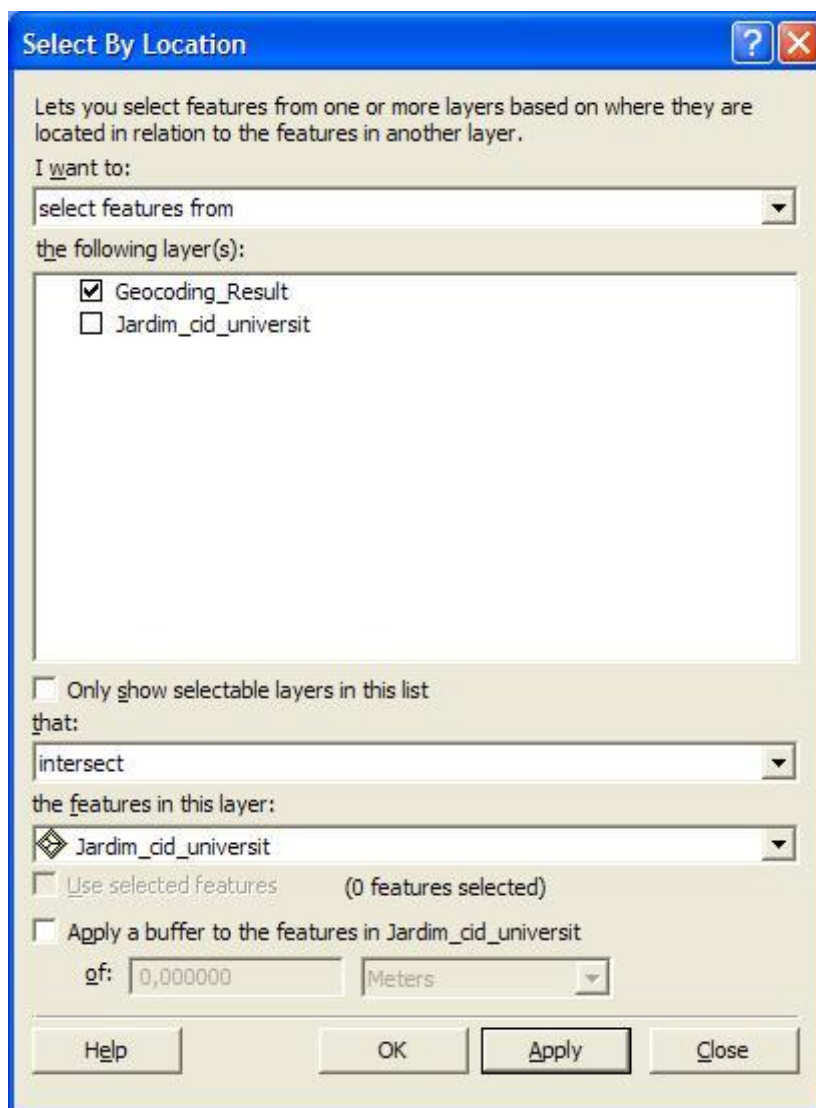 Select By Location
Lets you select features from one or more layers based on where they are
located in relation to the features in another layer.
I want to:
select features from
the following layer(s):
Geocoding_Result
Jardim_cid_universit
Only show selectable layers in this list
that:
intersect
the features in this layer:
Jardim_cid_universit
Use selected features (0 features selected)
Apply a buffer to the features in Jardim_cid_universit
of: 0,000000 Meters
Help OK Apply Close